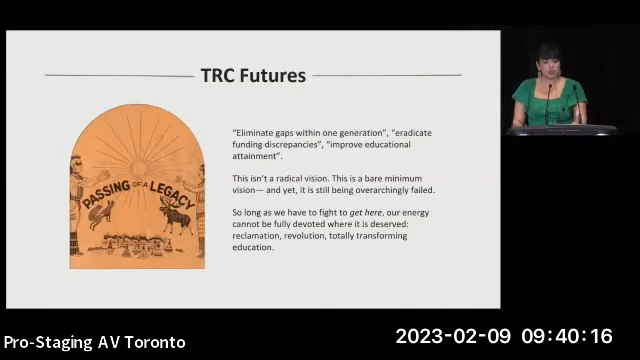 TRC Futures
"Eliminate gaps within one generation", "eradicate
funding discrepancies", "improve educational
attainment".
This isn't a radical vision. This is a bare minimum
vision— and yet, it is still being overarchingly failed.
So long as we have to fight to get here, our energy
cannot be fully devoted where it is deserved:
reclamation, revolution, totally transforming
education.
PASSING OF A LEGACY
Pro-Staging AV Toronto
2023-02-09 09:40:16